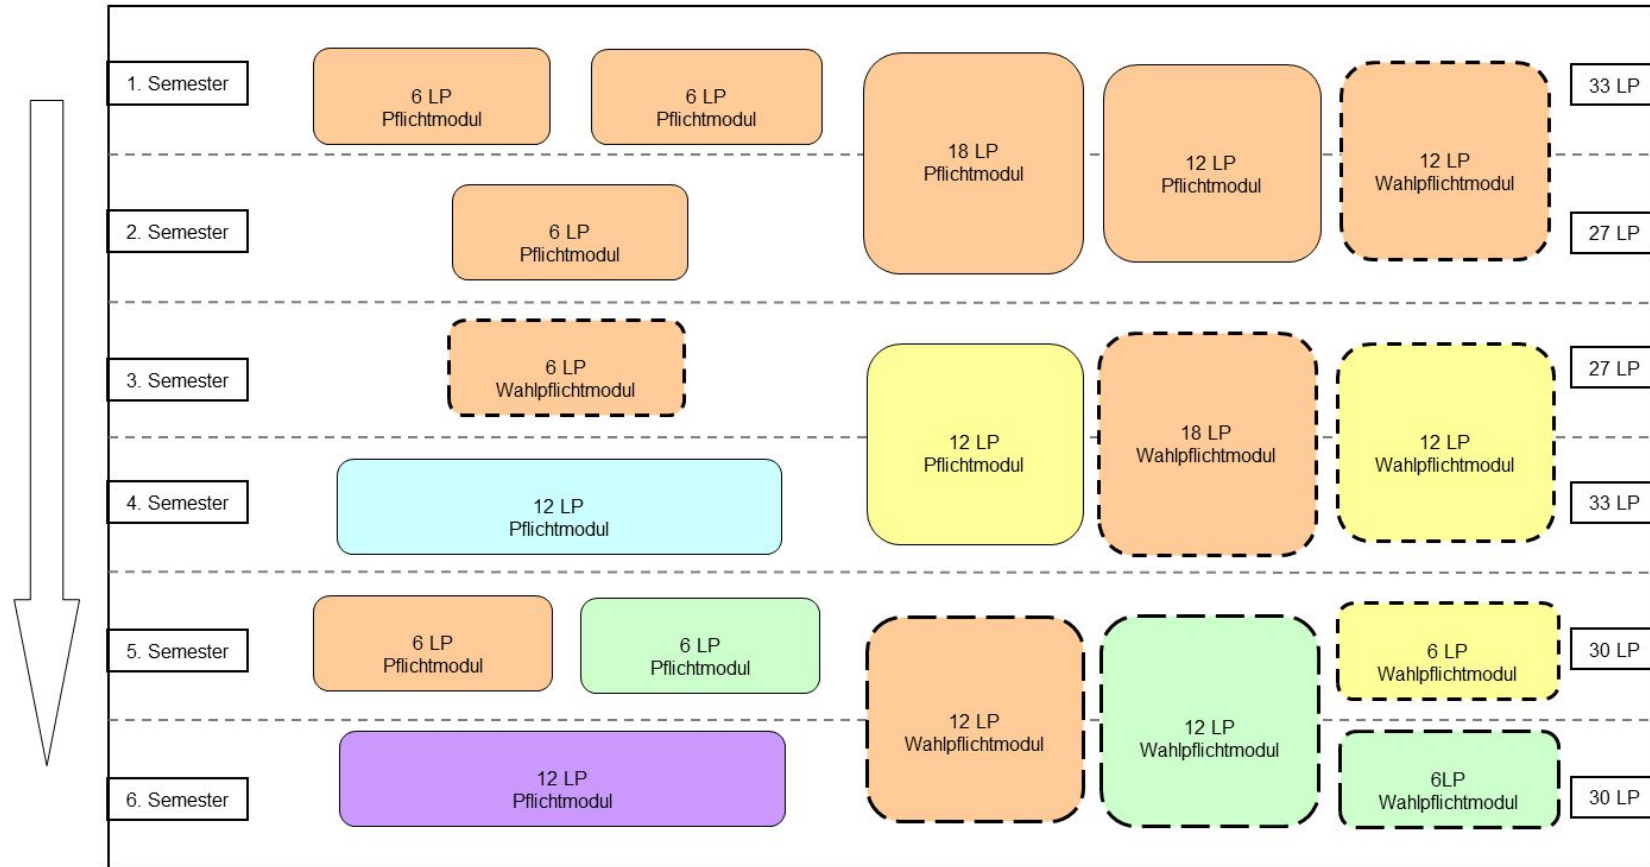 1. Semester
6 LP
Pflichtmodul
6 LP
Pflichtmodul
18 LP
Pflichtmodul
12 LP
Pflichtmodul
12 LP
Wahlpflichtmodul
33 LP
2. Semester
6 LP
Pflichtmodul
27 LP
3. Semester
6 LP
Wahlpflichtmodul
12 LP
Pflichtmodul
18 LP
Wahlpflichtmodul
12 LP
Wahlpflichtmodul
27 LP
4. Semester
12 LP
Pflichtmodul
33 LP
5. Semester
6 LP
Pflichtmodul
6 LP
Pflichtmodul
12 LP
Wahlpflichtmodul
12 LP
Wahlpflichtmodul
6 LP
Wahlpflichtmodul
30 LP
6. Semester
12 LP
Pflichtmodul
6LP
Wahlpflichtmodul
30 LP